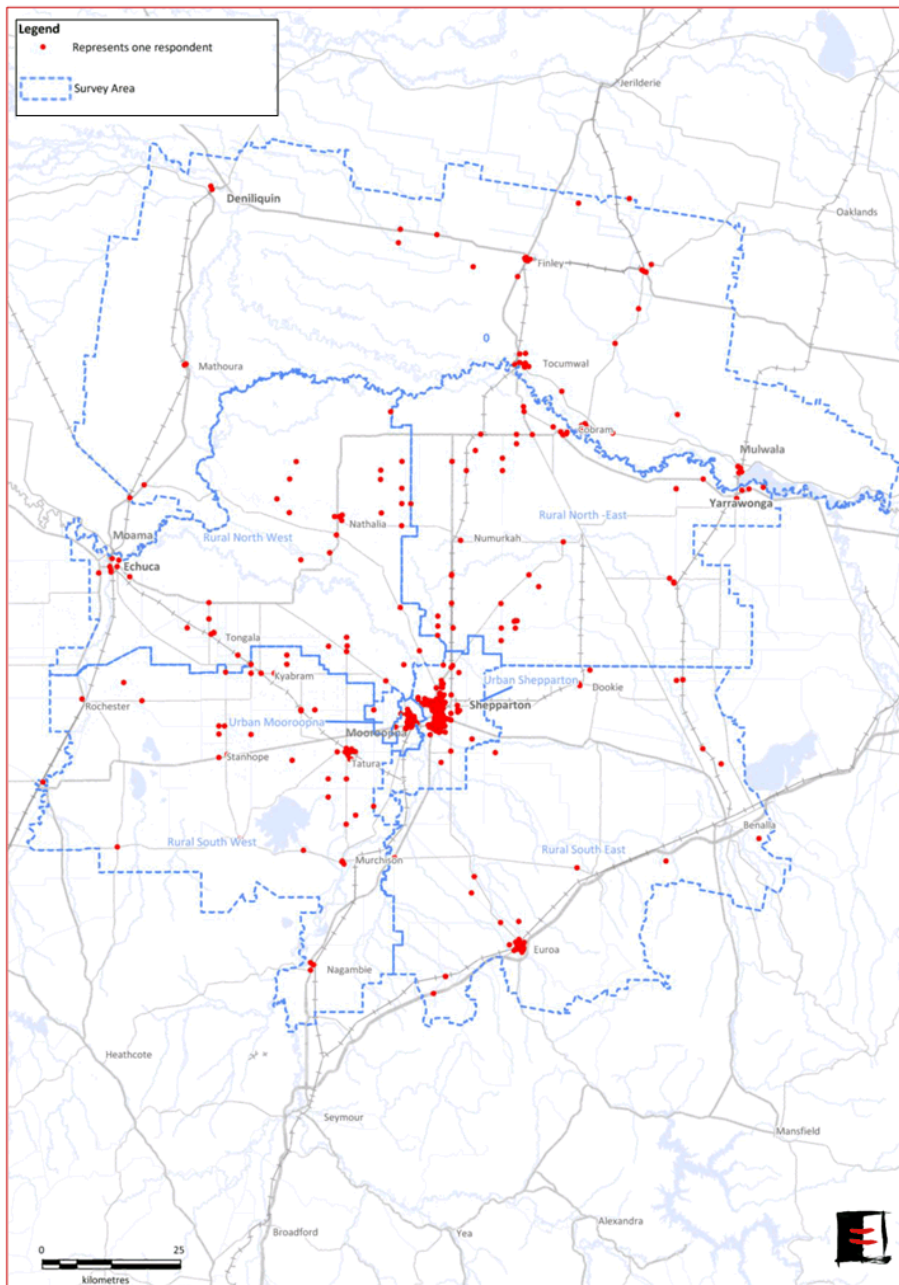 Legend
Represents one respondent
Survey Area
Jerilderie
Deniliquin
Oaklands
Finley
0
Mathoura
Tocumwal
Cobram
Mulwala
Yarrawonga
Rural North -East
Nathalia
Rural North West
Numurkah
Moama
Echuca
Tongala
Kyabram
Urban Shepparton
Dookie
Rochester
Shepparton
Urban Mooroopna
Mooroopna
Stanhope
Tatura
Benalla
Rural South West
Rural South East
Murchison
Euroa
Nagambie
Heathcote
Seymour
Mansfield
Alexandra
Broadford
Yea
0 25
kilometres